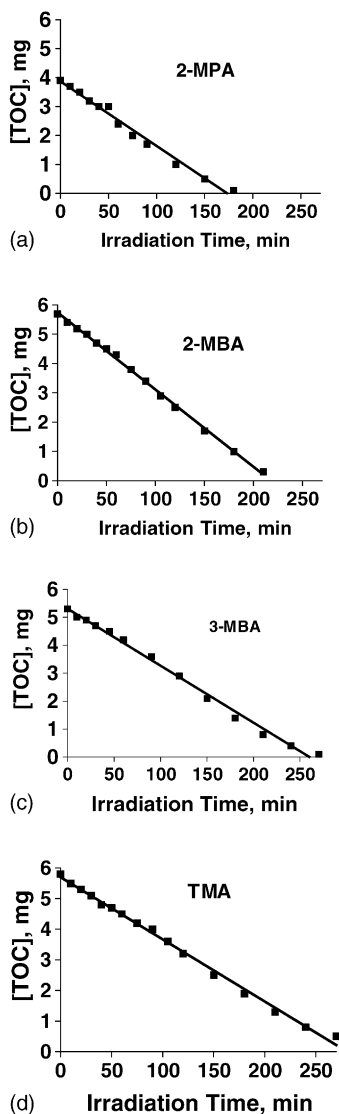 6
5
4
3
2
1
0
[TOC], mg
2-MPA
0 50 100 150 200 250
(a) Irradiation Time, min
6
5
4
3
2
1
0
[TOC], mg
2-MBA
0 50 100 150 200 250
(b) Irradiation Time, min
6
5
4
3
2
1
0
[TOC], mg
3-MBA
0 50 100 150 200 250
(c) Irradiation Time, min
6
5
4
3
2
1
0
[TOC], mg
TMA
0 50 100 150 200 250
(d) Irradiation Time, min